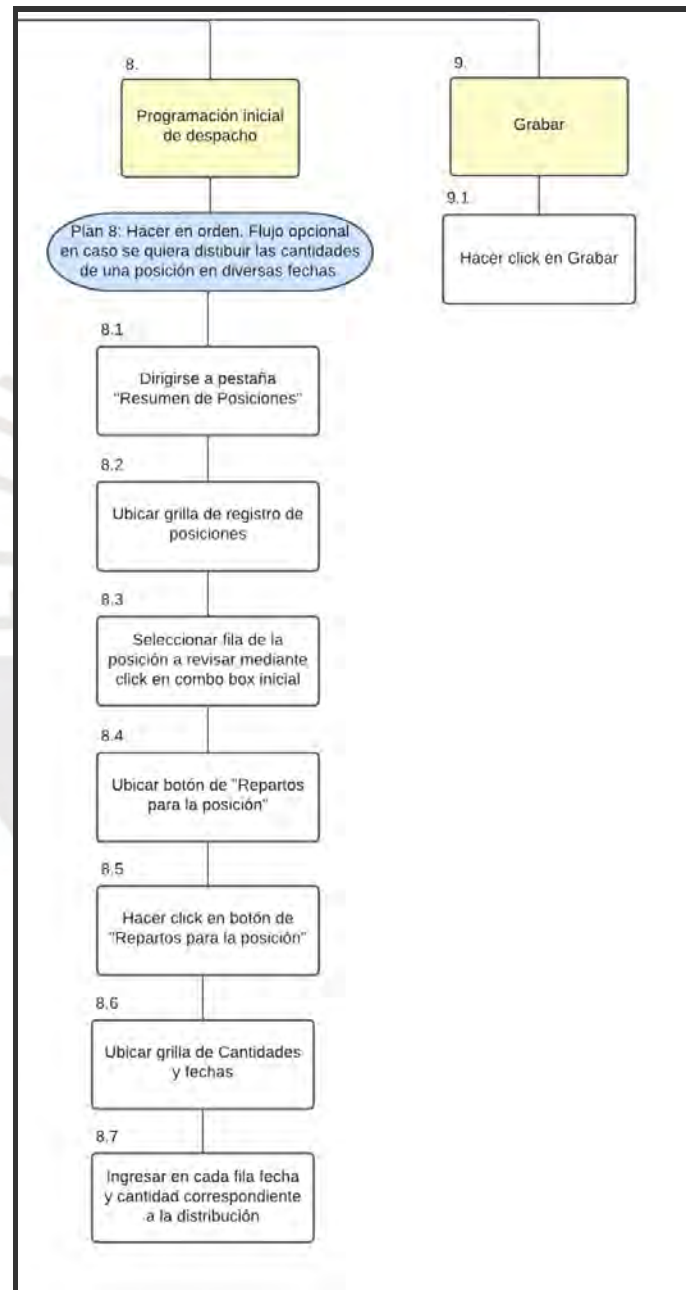 8.
Programación inicial
de despacho
Plan 8: Hacer en orden. Flujo opcional
en caso se quiera distibuir las cantidades
de una posición en diversas fechas
8.1
Dirigirse a pestaña
"Resumen de Posiciones"
8.2
Ubicar grilla de registro de
posiciones
8.3
Seleccionar fila de la
posición a revisar mediante
click en combo box inicial
8.4
Ubicar botón de "Repartos
para la posición"
8.5
Hacer click en botón de
"Repartos para la posición"
8.6
Ubicar grilla de Cantidades
y fechas
8.7
Ingresar en cada fila fecha
y cantidad correspondiente
a la distribución
9.
Grabar
9.1
Hacer click en Grabar